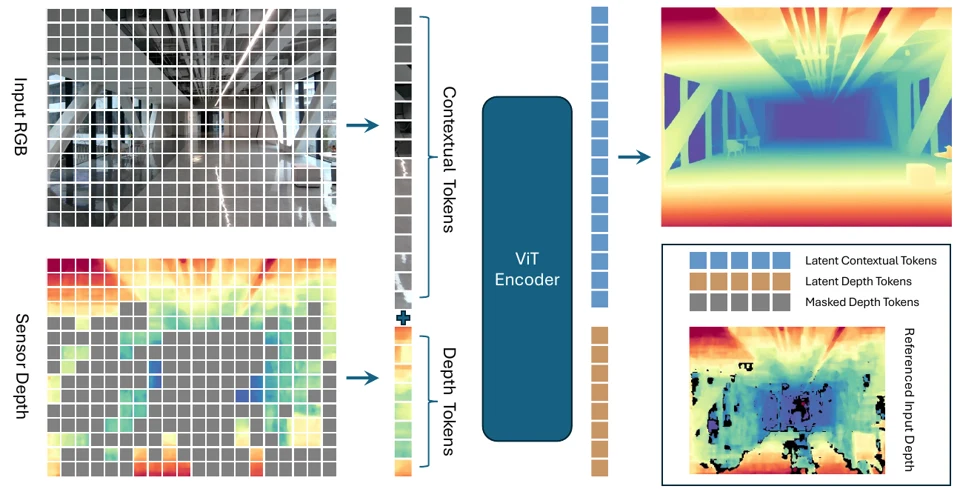 Input RGB
Contextual Tokens
ViT
Encoder
Sensor Depth
Depth Tokens
Latent Contextual Tokens
Latent Depth Tokens
Masked Depth Tokens
Referenced Input Depth